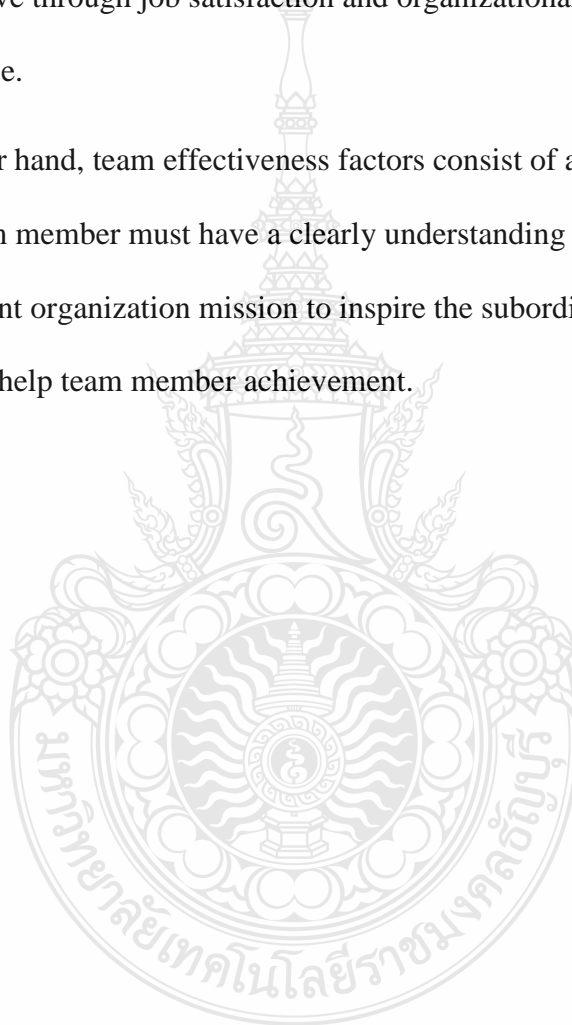 ve through job satisfaction and organizational
e.
r hand, team effectiveness factors consist of a
n member must have a clearly understanding
nt organization mission to inspire the subordi
help team member achievement.
มหาวิทยาลัยเทคโนโลยีราชมงคลธัญบุรี